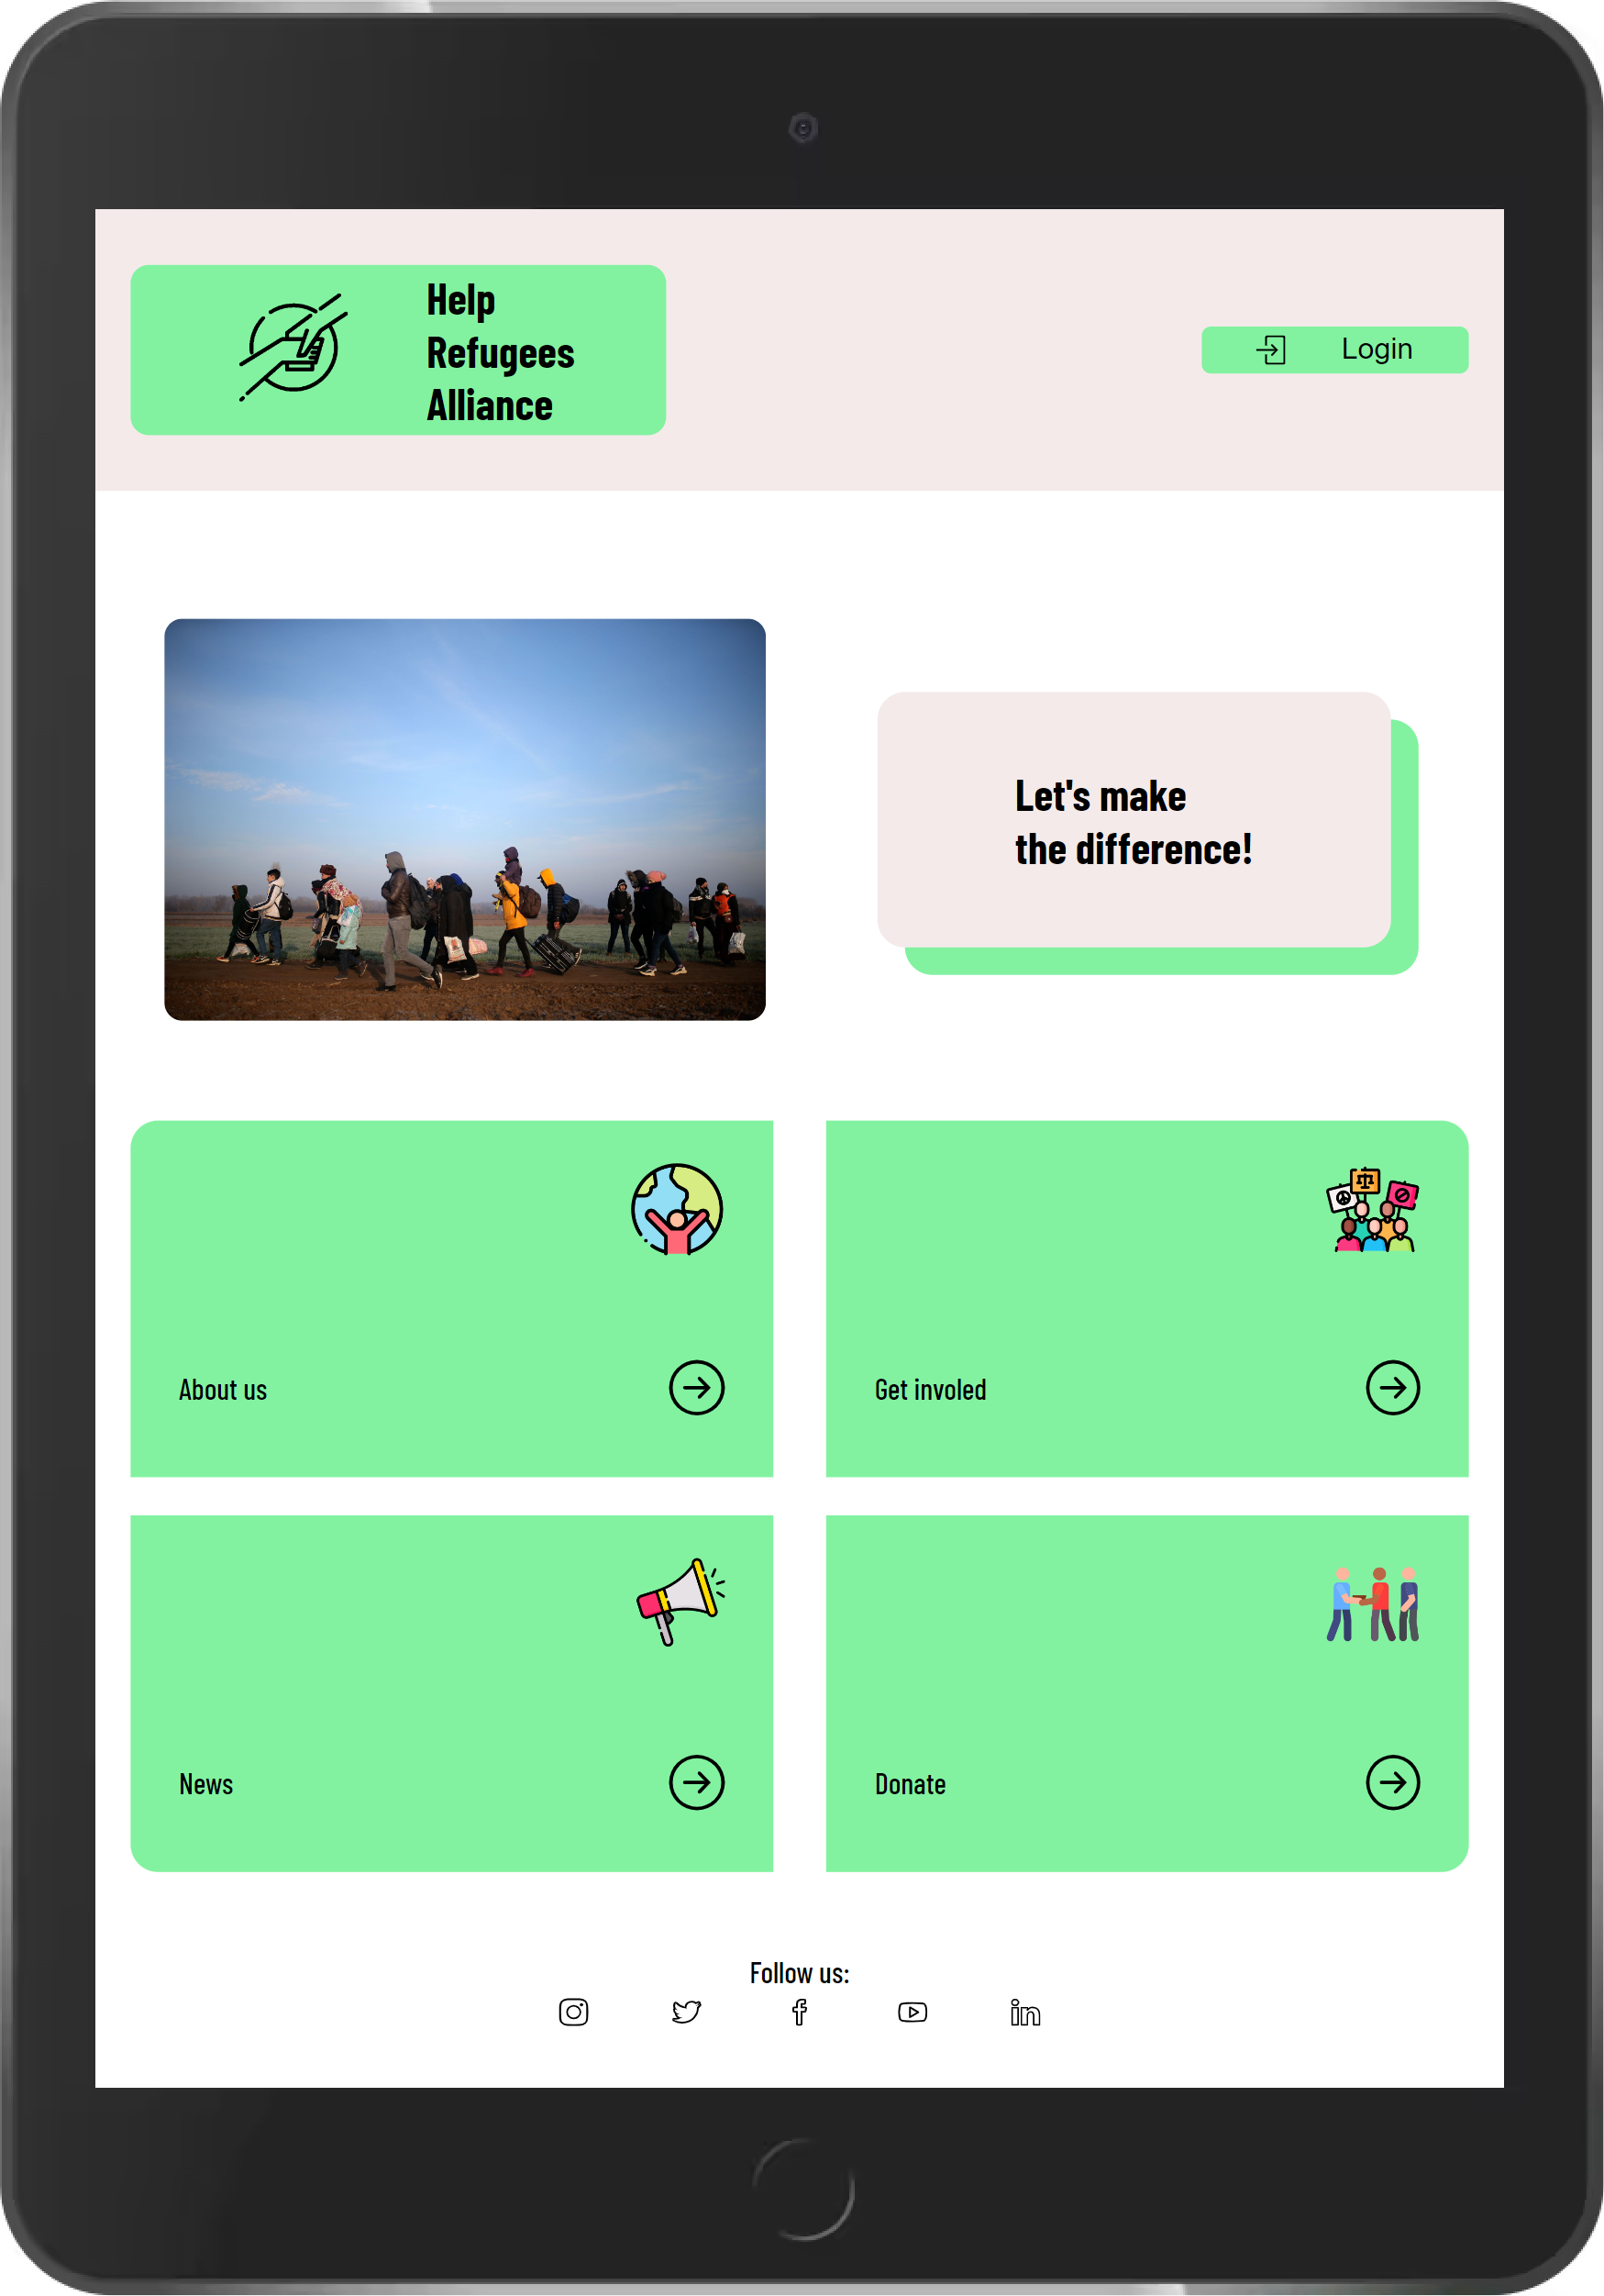 Help
Refugees
Alliance
Login
Let's make
the difference!
About us
Get involed
News
Donate
Follow us: